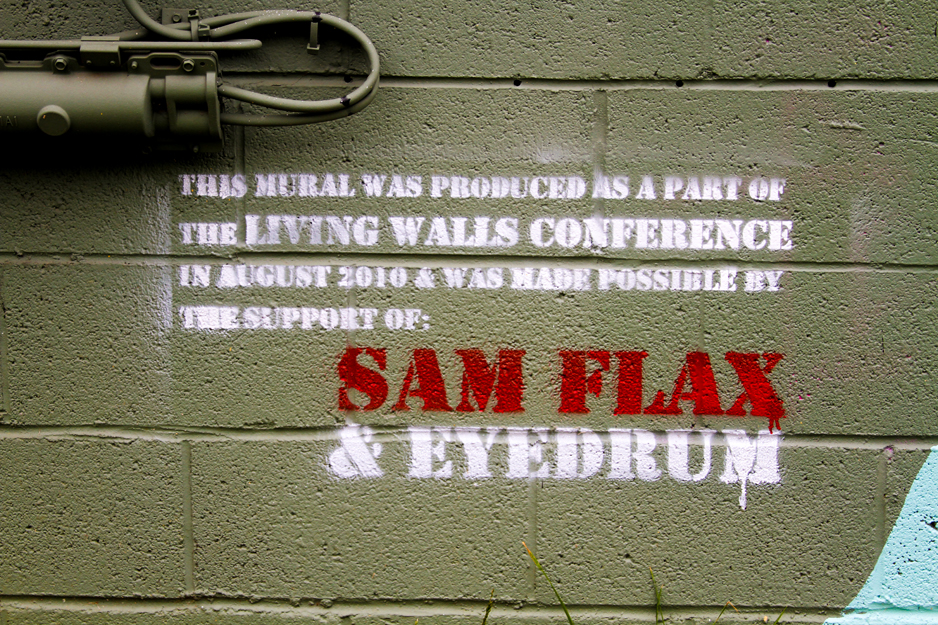 THIS MURAL WAS PRODUCED AS A PART OF
THE LIVING WALLS CONFERENCE
IN AUGUST 2010 & WAS MADE POSSIBLE BY
THE SUPPORT OF:
SAM FLAX
& EYEDRUM